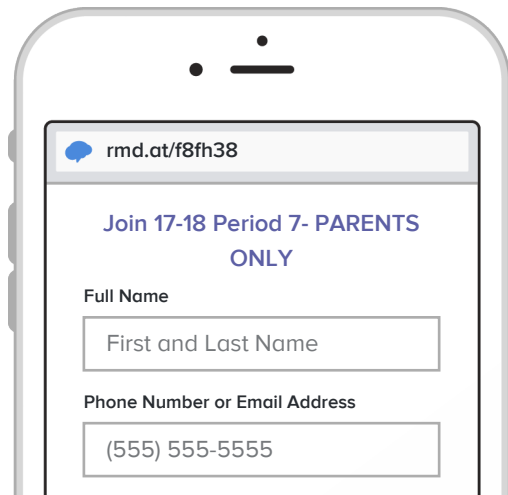 rmd.at/f8fh38
Join 17-18 Period 7- PARENTS
ONLY
Full Name
First and Last Name
Phone Number or Email Address
(555) 555-5555